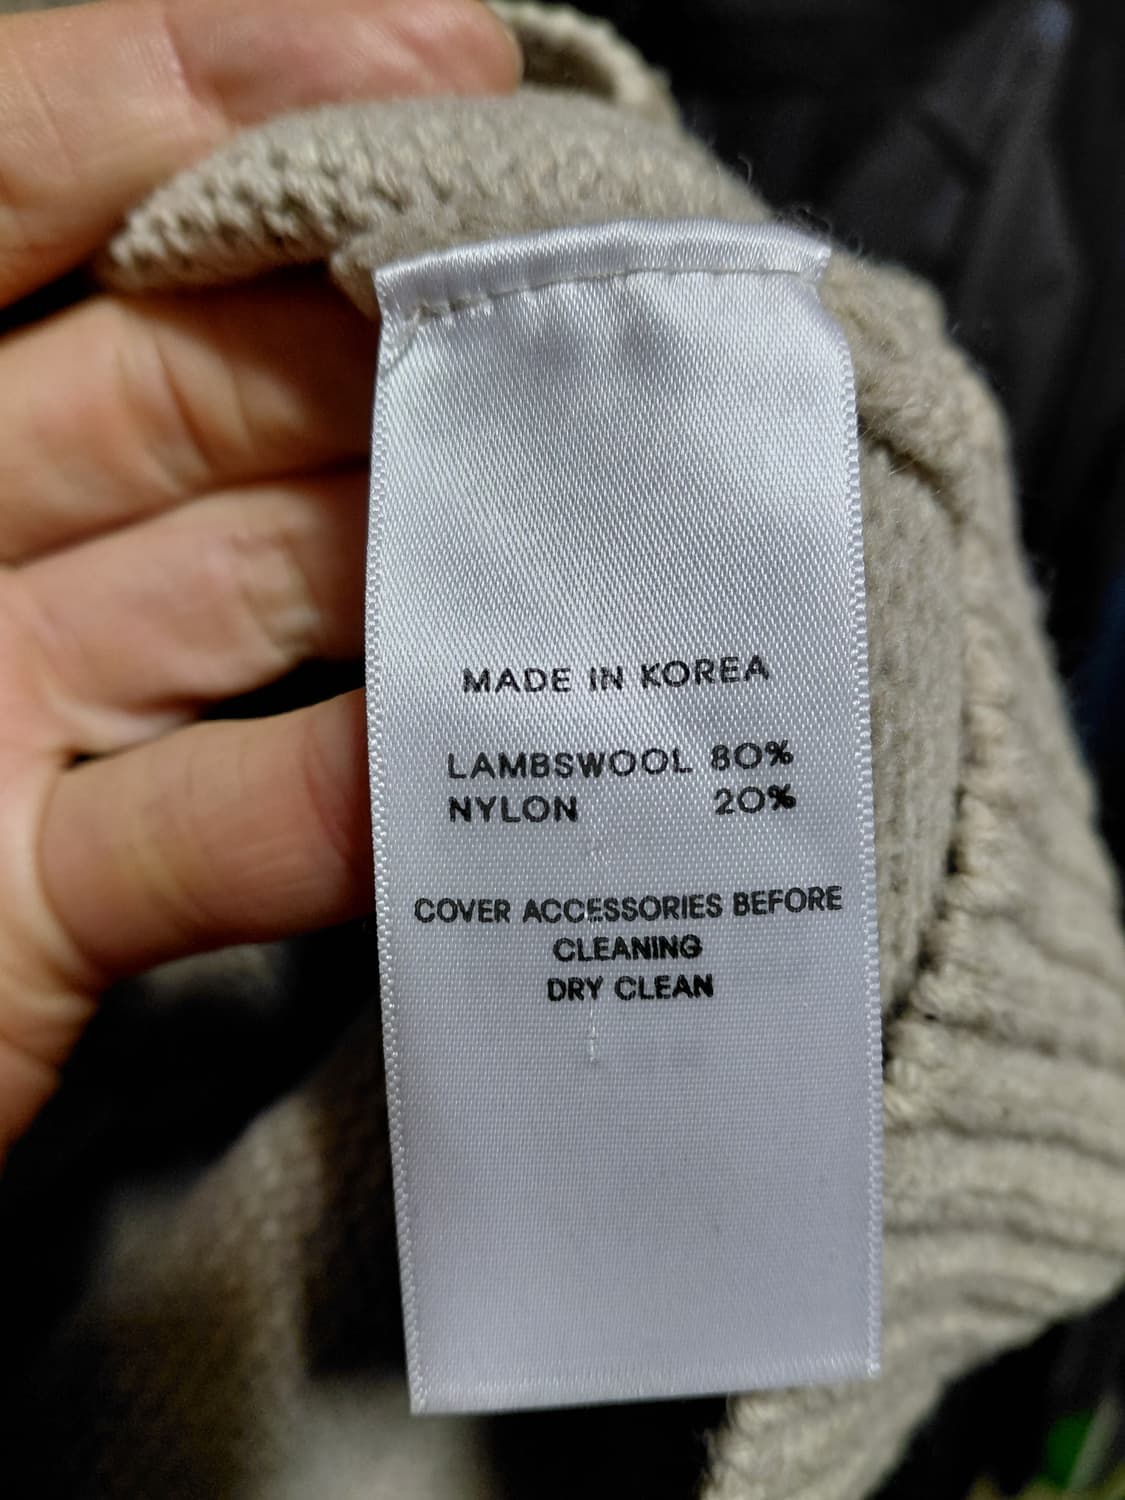 MADE IN KOREA
LAMBSWOOL 80%
NYLON 20%
COVER ACCESSORIES BEFORE
CLEANING
DRY CLEAN